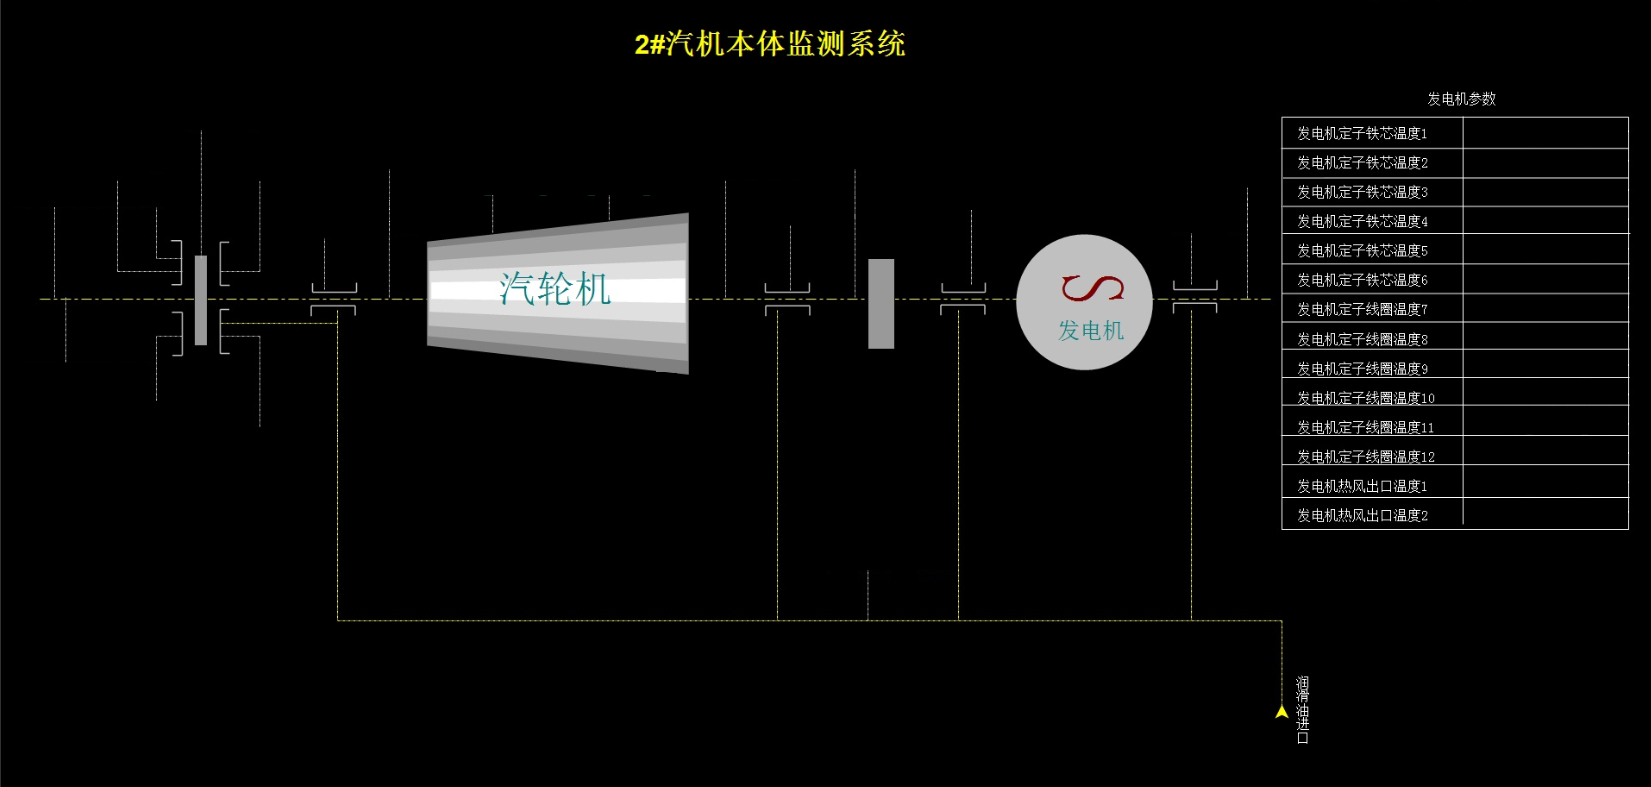 2#汽机本体监测系统
发电机参数
发电机定子铁芯温度1
发电机定子铁芯温度2
发电机定子铁芯温度3
发电机定子铁芯温度4
发电机定子铁芯温度5
发电机定子铁芯温度6
发电机定子线圈温度7
发电机定子线圈温度8
发电机定子线圈温度9
发电机定子线圈温度10
发电机定子线圈温度11
发电机定子线圈温度12
发电机热风出口温度1
发电机热风出口温度2
汽轮机
发电机
润滑油进口